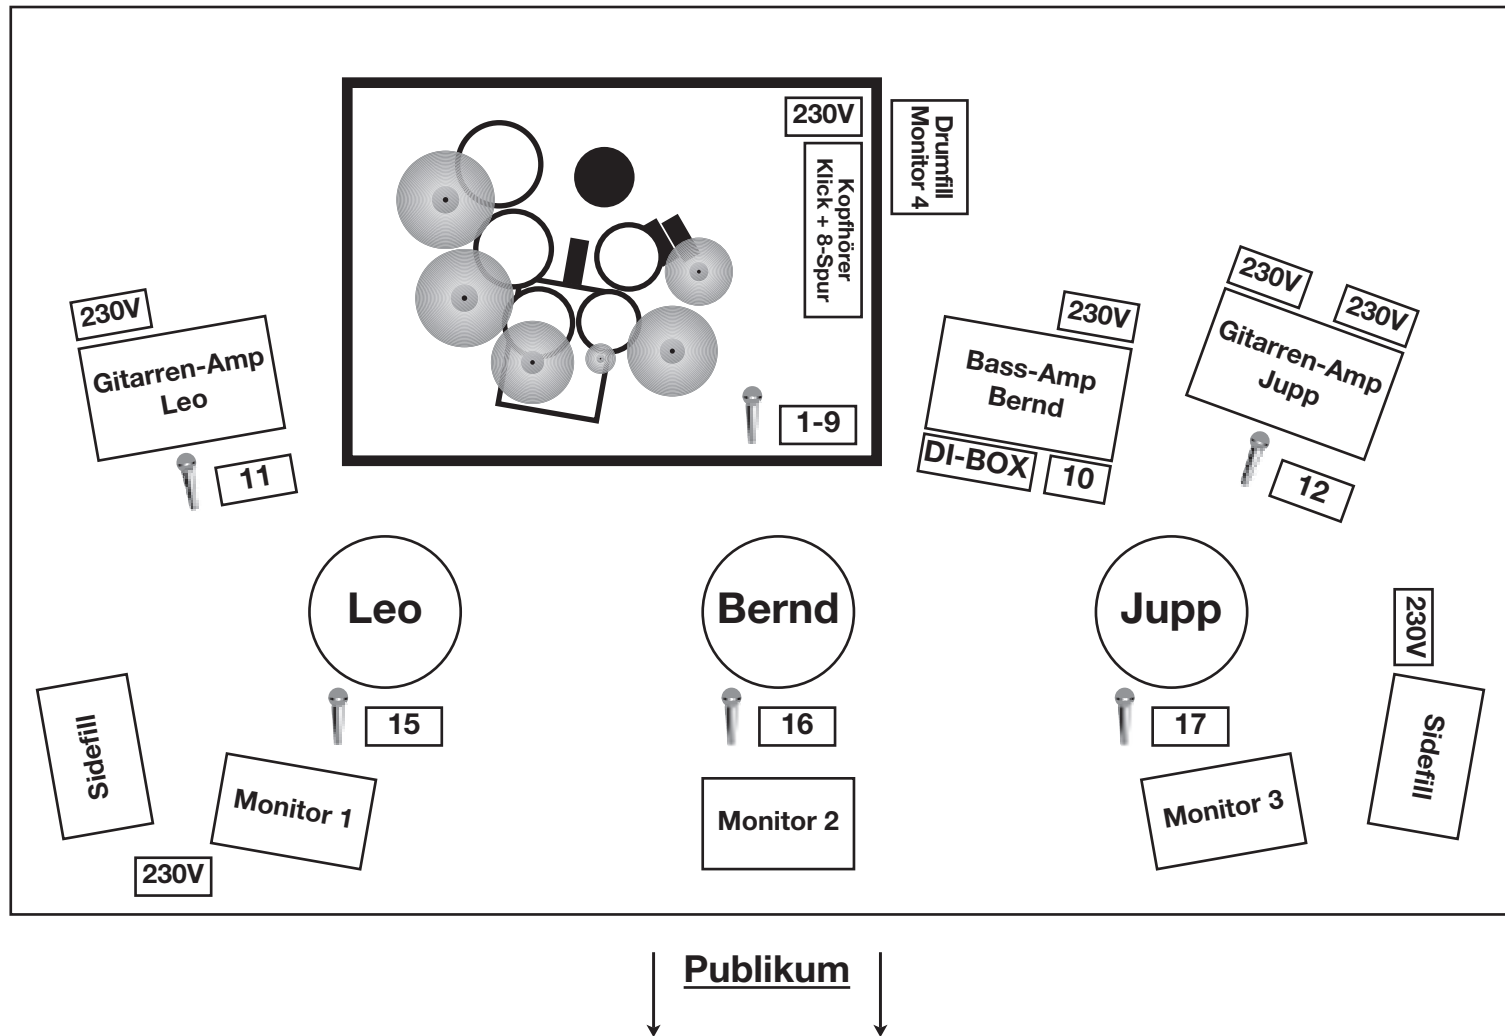 230V
Drumfill
Monitor 4
Kopfhörer
Klick + 8-Spur
230V
230V
230V
230V
Gitarren-Amp
Leo
Bass-Amp
Bernd
Gitarren-Amp
Jupp
1-9
11
DI-BOX
10
12
Leo
Bernd
Jupp
230V
15
16
17
Sidefill
Monitor 1
Monitor 2
Monitor 3
Sidefill
230V
Publikum